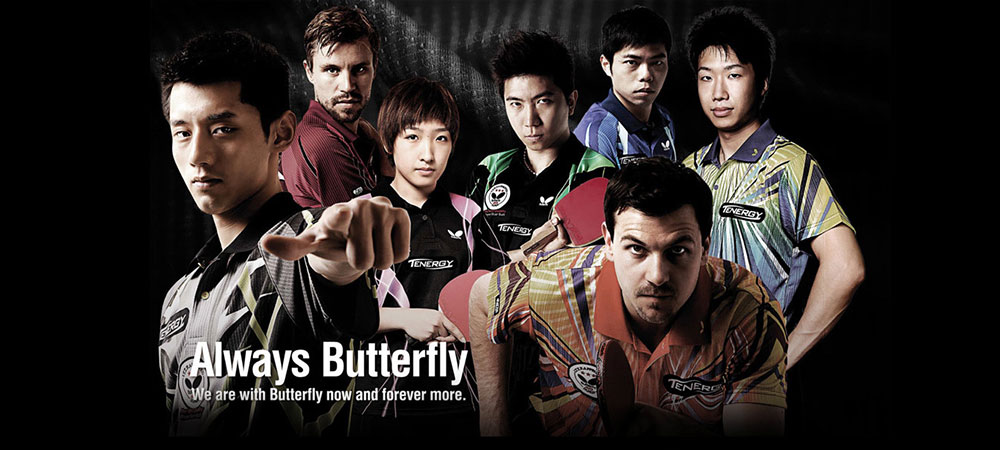 TENERGY
TENERGY
TENERGY
TENERGY
TENERGY
Always Butterfly
We are with Butterfly now and forever more.